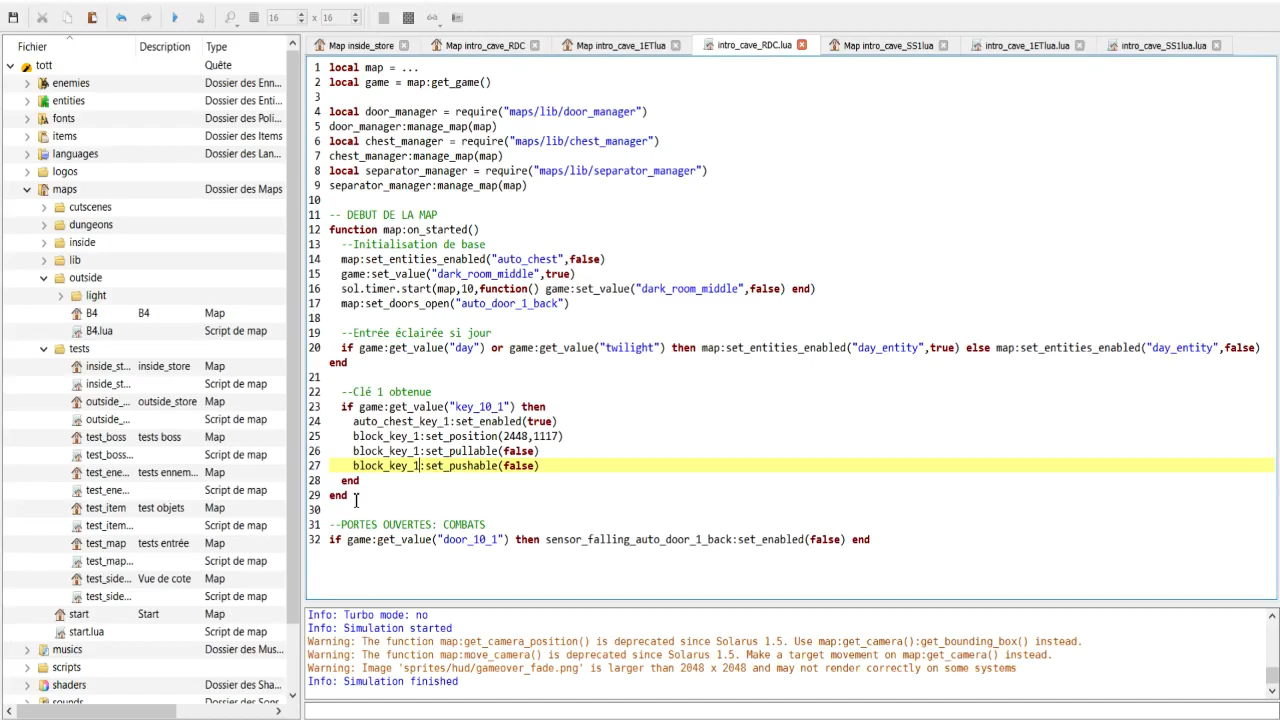 16 x 16
Fichier Description Type
tott Quête
enemies Dossier des Enn...
entities Dossier des Enti...
fonts Dossier des Poli...
items Dossier des Items
languages Dossier des Lan...
logos
maps Dossier des Maps
cutscenes
dungeons
inside
lib
outside
light
B4 B4 Map
B4.lua Script de map
tests
inside_st... inside_store Map
inside_st... Script de map
outside_... outside_store Map
outside_... Script de map
test_boss tests boss Map
test_boss... Script de map
test_ene... tests ennem... Map
test_ene... Script de map
test_item test objets Map
test_item... Script de map
test_map tests entrée Map
test_map... Script de map
test_side... Vue de cote Map
test_side... Script de map
start Start Map
start.lua Script de map
musics Dossier des Mus...
scripts
shaders Dossier des Sha...
sounds Dossier des Son...
Map inside_store Map intro_cave_RDC Map intro_cave_1ETlua intro_cave_RDC.lua Map intro_cave_SS1lua intro_cave_1ETlua.lua intro_cave_SS1lua.lua
1 local map = ...
2 local game = map:get_game()
3
4 local door_manager = require("maps/lib/door_manager")
5 door_manager:manage_map(map)
6 local chest_manager = require("maps/lib/chest_manager")
7 chest_manager:manage_map(map)
8 local separator_manager = require("maps/lib/separator_manager")
9 separator_manager:manage_map(map)
10
11 -- DEBUT DE LA MAP
12 function map:on_started()
13 --Initialisation de base
14 map:set_entities_enabled("auto_chest",false)
15 game:set_value("dark_room_middle",true)
16 sol.timer.start(map,10,function() game:set_value("dark_room_middle",false) end)
17 map:set_doors_open("auto_door_1_back")
18
19 --Entrée éclairée si jour
20 if game:get_value("day") or game:get_value("twilight") then map:set_entities_enabled("day_entity",true) else map:set_entities_enabled("day_entity",false)
end
21
22 --Clé 1 obtenue
23 if game:get_value("key_10_1") then
24 auto_chest_key_1:set_enabled(true)
25 block_key_1:set_position(2448,1117)
26 block_key_1:set_pullable(false)
27 block_key_1:set_pushable(false)
28 end
29 end
30
31 --PORTES OUVERTES: COMBATS
32 if game:get_value("door_10_1") then sensor_falling_auto_door_1_back:set_enabled(false) end
Info: Turbo mode: no
Info: Simulation started
Warning: The function map:get_camera_position() is deprecated since Solarus 1.5. Use map:get_camera():get_bounding_box() instead.
Warning: The function map:move_camera() is deprecated since Solarus 1.5. Make a target movement on map:get_camera() instead.
Warning: Image 'sprites/hud/gameover_fade.png' is larger than 2048 x 2048 and may not render correctly on some systems
Info: Simulation finished